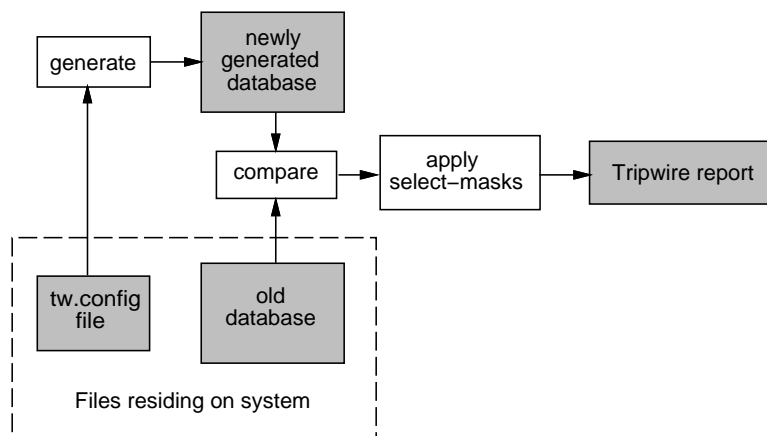 generate
newly
generated
database
compare
apply
select−masks
Tripwire report
tw.config
file
old
database
Files residing on system